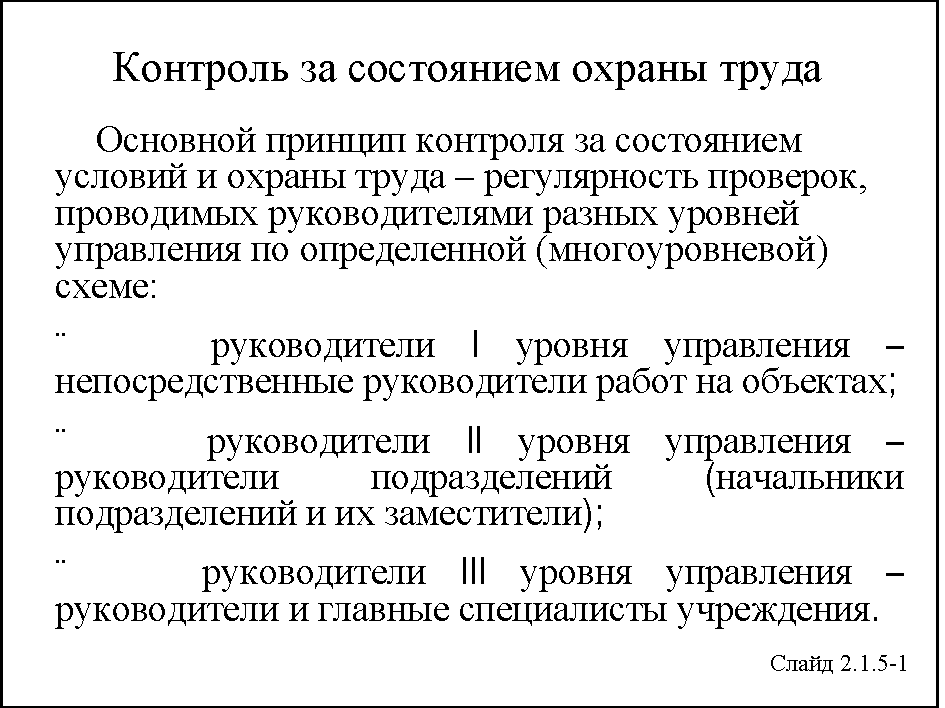 Контроль за состоянием охраны труда
Основной принцип контроля за состоянием
условий и охраны труда – регулярность проверок,
проводимых руководителями разных уровней
управления по определенной (многоуровневой)
схеме:
¨ руководители I уровня управления –
непосредственные руководители работ на объектах;
¨ руководители II уровня управления –
руководители подразделений (начальники
подразделений и их заместители);
¨ руководители III уровня управления –
руководители и главные специалисты учреждения.
Слайд 2.1.5-1